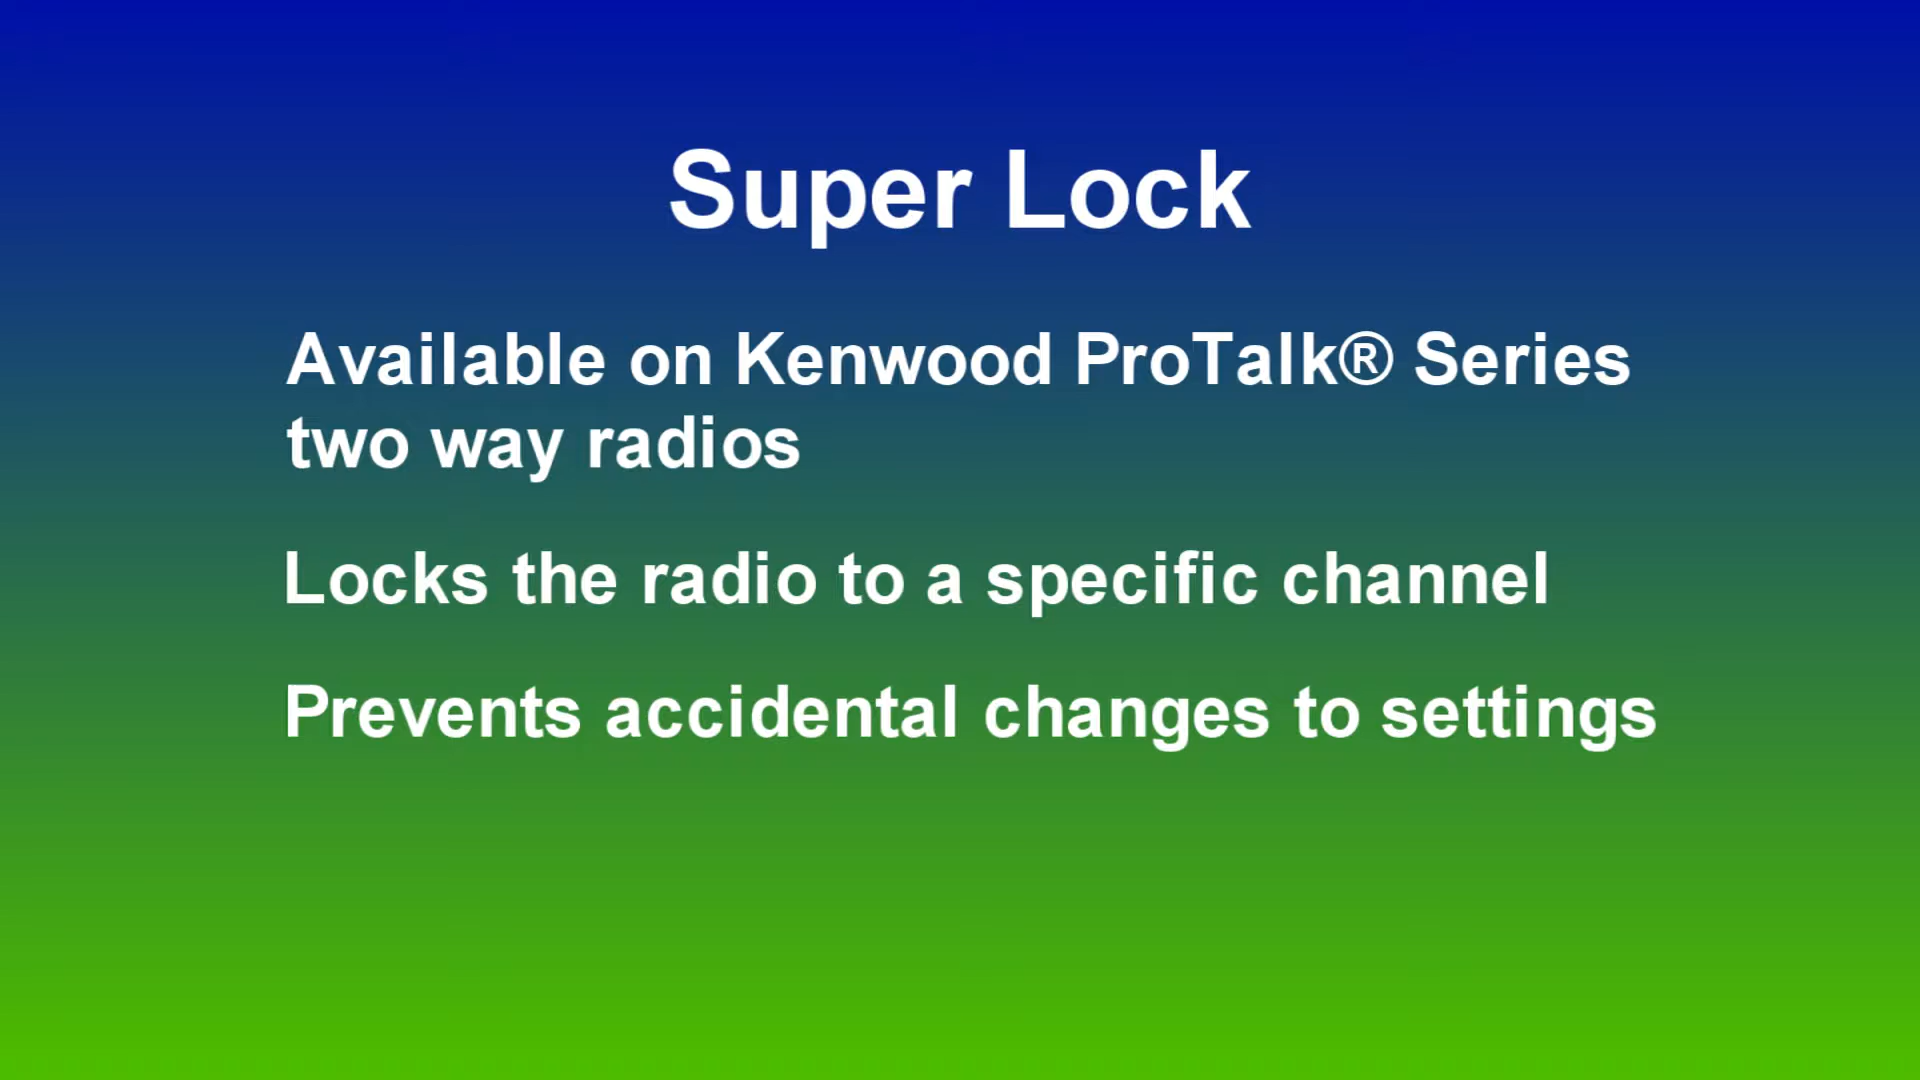 Super Lock
Available on Kenwood ProTalk® Series
two way radios
Locks the radio to a specific channel
Prevents accidental changes to settings